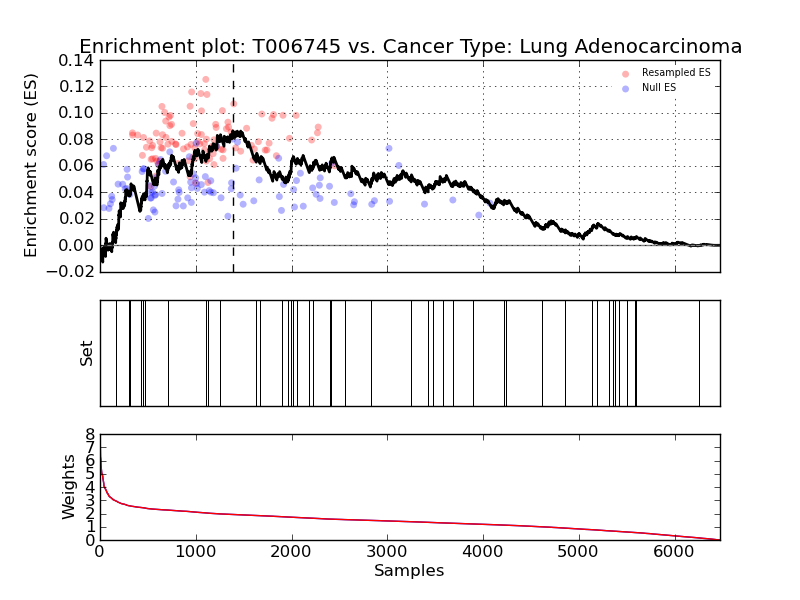 Enrichment plot: T006745 vs. Cancer Type: Lung Adenocarcinoma
0.14
0.12
0.10
0.08
0.06
0.04
0.02
0.00
−0.02
Enrichment score (ES)
Resampled ES
Null ES
Set
8
7
6
5
4
3
2
1
0
Weights
0 1000 2000 3000 4000 5000 6000
Samples